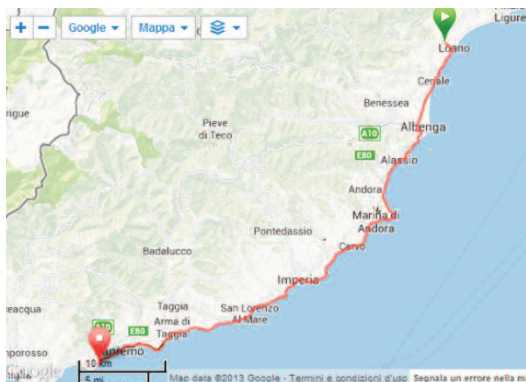 + − Google Mappa
Ligure
Loano
Ceriale
Benessea
Pieve
di Teco
Albenga
A10
E80
Alassio
Andora
Marina di
Andora
Pontedassio
Cervo
Badalucco
Imperia
Taggia
San Lorenzo
Al Mare
Arma di
Taggia
A10
E80
10 km
5 mi
Map data ©2013 Google - Termini e condizioni d'uso Segnala un errore nella m